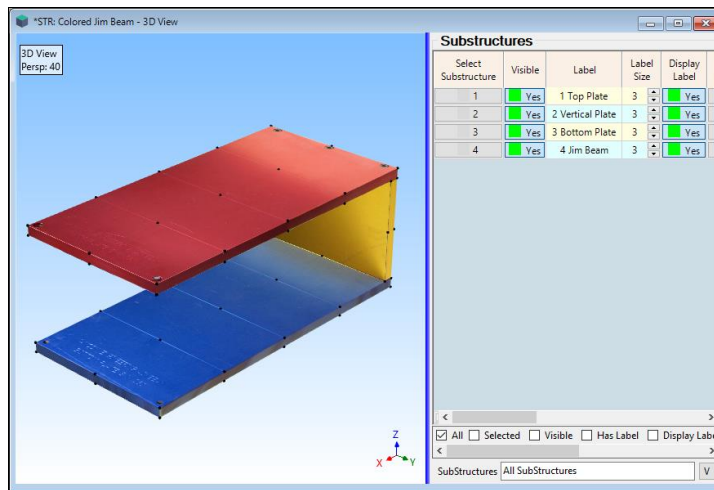 *STR: Colored Jim Beam - 3D View
3D View
Persp: 40
Z
X
Y
Substructures
Select Substructure Visible Label Label Size Display Label
1 Yes 1 Top Plate 3 Yes
2 Yes 2 Vertical Plate 3 Yes
3 Yes 3 Bottom Plate 3 Yes
4 Yes 4 Jim Beam 3 Yes
All Selected Visible Has Label Display Labe
SubStructures All SubStructures V